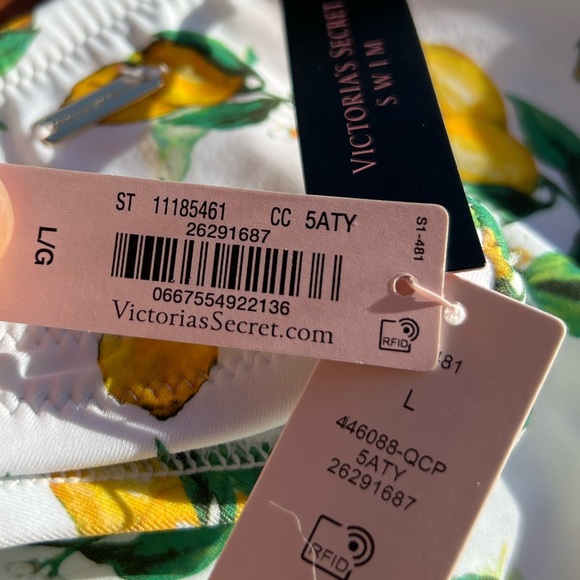 VICTORIA'S SECRET
SWIM
ST 11185461 CC 5ATY
26291687
L/G
S1-481
0667554922136
VictoriasSecret.com
RFID
481
L
446088-QCP
5ATY
26291687
RFID